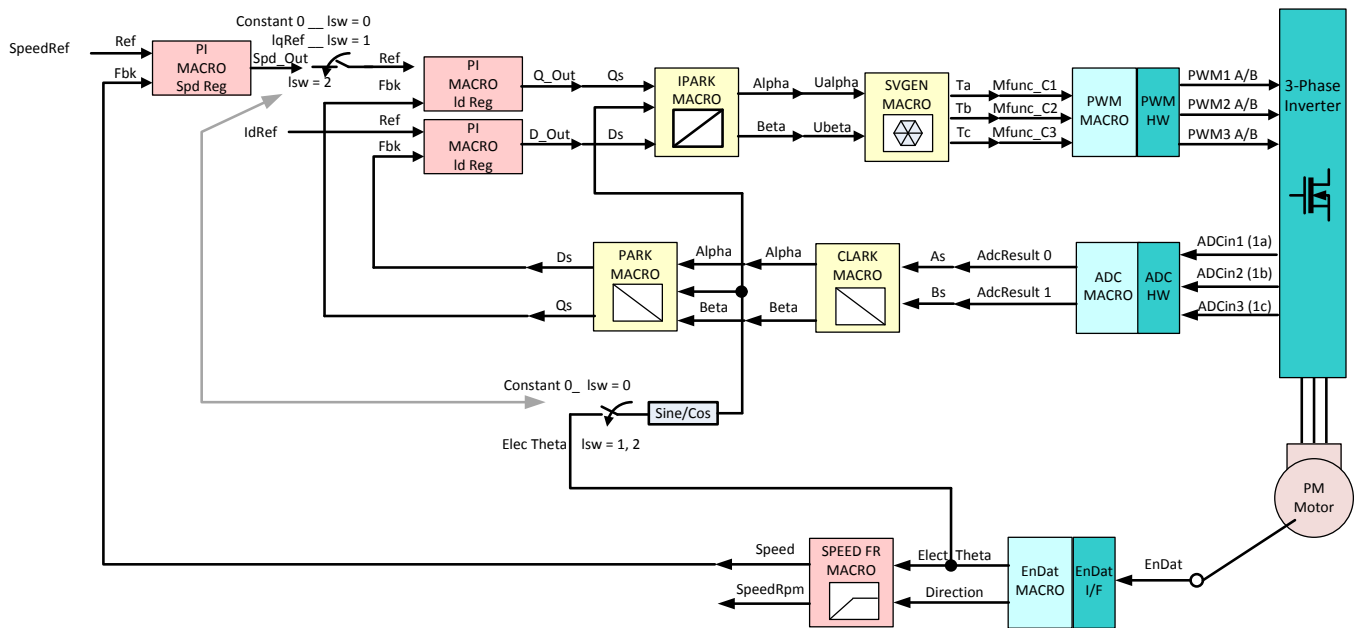 SpeedRef
Ref
Fbk
PI
MACRO
Spd Reg
Spd_Out
Constant 0 __ lsw = 0
IqRef __ lsw = 1
lsw = 2
Ref
Fbk
PI
MACRO
Id Reg
Q_Out
Qs
IdRef
Ref
Fbk
PI
MACRO
Id Reg
D_Out
Ds
IPARK
MACRO
Alpha
Ualpha
Beta
Ubeta
SVGEN
MACRO
Ta
Mfunc_C1
Tb
Mfunc_C2
Tc
Mfunc_C3
PWM
MACRO
PWM
HW
PWM1 A/B
PWM2 A/B
PWM3 A/B
3-Phase
Inverter
Ds
Qs
PARK
MACRO
Alpha
Alpha
Beta
Beta
CLARK
MACRO
As
AdcResult 0
Bs
AdcResult 1
ADC
MACRO
ADC
HW
ADCin1 (1a)
ADCin2 (1b)
ADCin3 (1c)
Constant 0_ lsw = 0
Sine/Cos
Elec Theta
lsw = 1, 2
PM
Motor
Speed
SpeedRpm
SPEED FR
MACRO
Elect_Theta
Direction
EnDat
MACRO
EnDat
I/F
EnDat